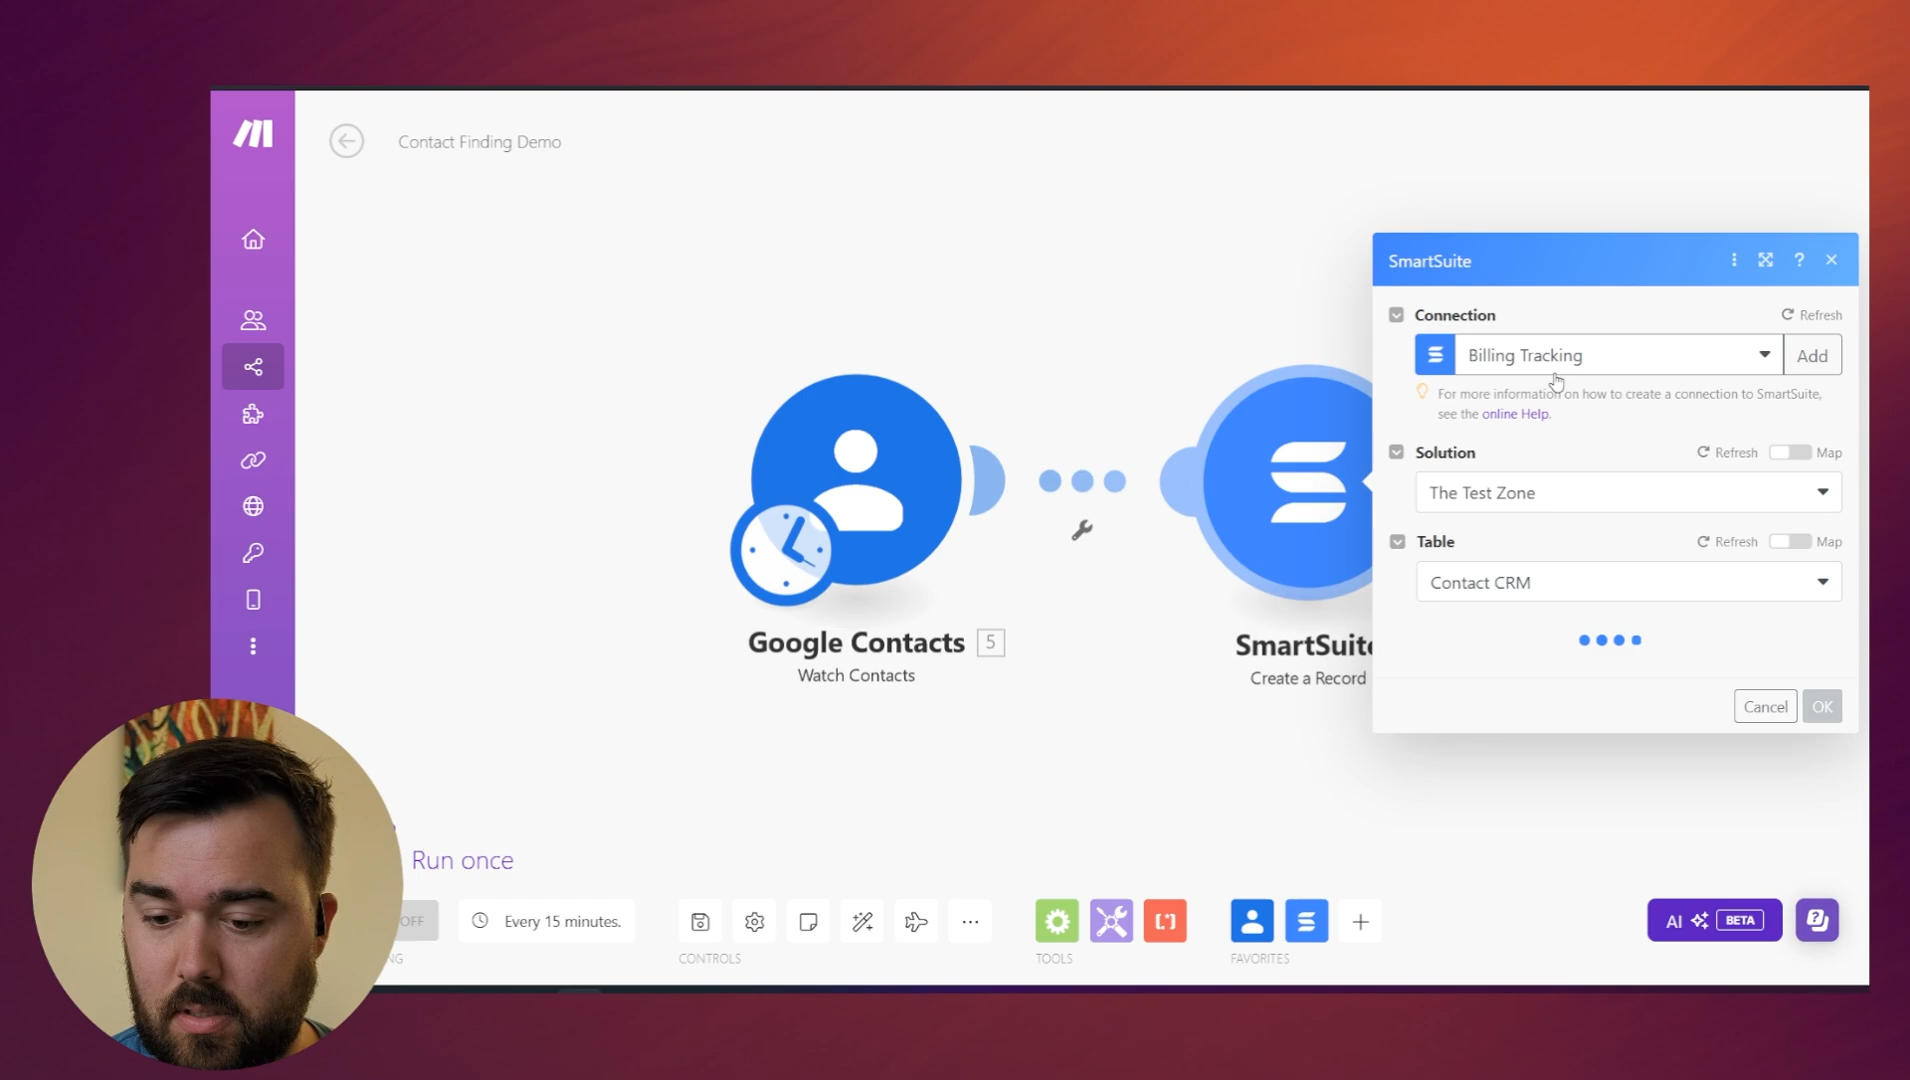 Contact Finding Demo
SmartSuite
?
Connection
Refresh
Billing Tracking
Add
For more information on how to create a connection to SmartSuite,
see the online Help.
Solution
Refresh
Map
The Test Zone
Table
Refresh
Map
Contact CRM
Cancel
OK
Google Contacts 5
Watch Contacts
SmartSuite
Create a Record
Run once
OFF
Every 15 minutes.
NG
CONTROLS
TOOLS
FAVORITES
AI BETA